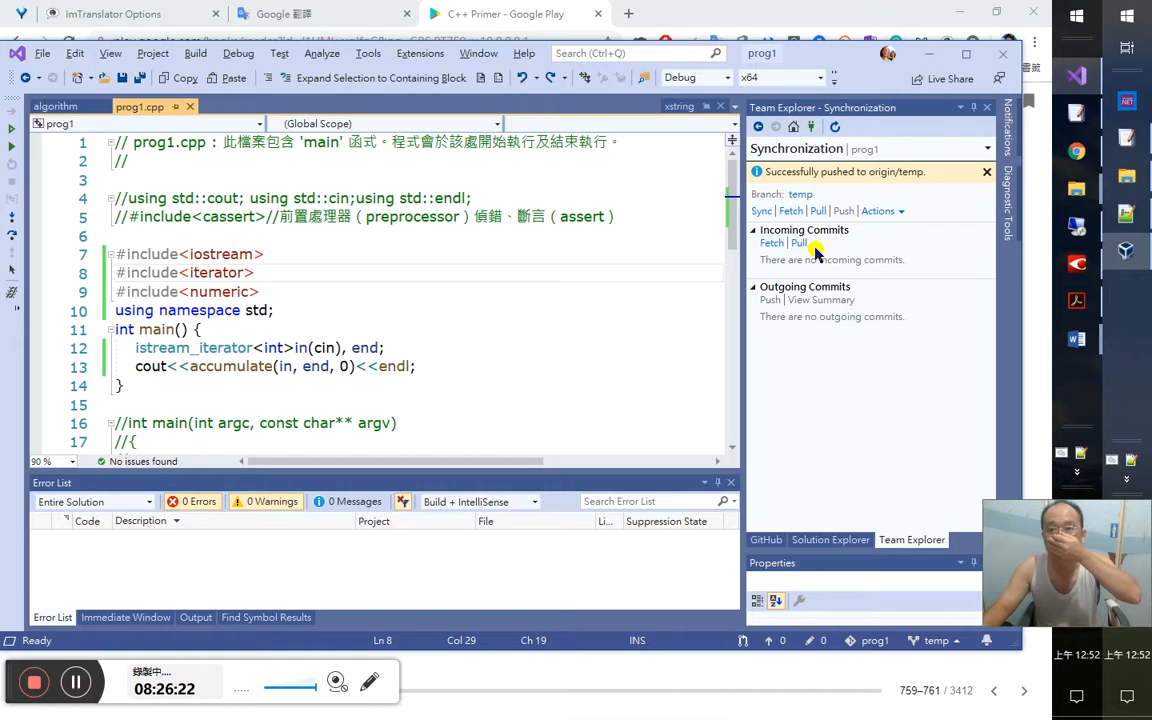 ImTranslator Options
Google 翻譯
C++ Primer - Google Play
File Edit View Project Build Debug Test Analyze Tools Extensions Window Help Search (Ctrl+Q) prog1
Copy Paste Expand Selection to Containing Block Debug x64 Live Share
algorithm prog1.cpp xstring
prog1 (Global Scope)
1 // prog1.cpp : 此檔案包含 'main' 函式。程式會於該處開始執行及結束執行。
2 //
3
4 //using std::cout; using std::cin;using std::endl;
5 //#include<cassert>//前置處理器（preprocessor）偵錯、斷言（assert）
6
7 #include<iostream>
8 #include<iterator>
9 #include<numeric>
10 using namespace std;
11 int main() {
12 istream_iterator<int>in(cin), end;
13 cout<<accumulate(in, end, 0)<<endl;
14 }
15
16 //int main(int argc, const char** argv)
17 //{
90 % No issues found
Team Explorer - Synchronization
Synchronization | prog1
Successfully pushed to origin/temp.
Branch: temp
Sync | Fetch | Pull | Push | Actions
Incoming Commits
Fetch | Pull
There are no incoming commits.
Outgoing Commits
Push | View Summary
There are no outgoing commits.
Notifications
Diagnostic Tools
GitHub Solution Explorer Team Explorer
Properties
Error List
Entire Solution 0 Errors 0 Warnings 0 Messages Build + IntelliSense Search Error List
Code Description Project File Li... Suppression State
Error List Immediate Window Output Find Symbol Results
Ready Ln 8 Col 29 Ch 19 INS 0 0 prog1 temp
錄製中....
08:26:22
759–761 / 3412
上午 12:52 上午 12:52